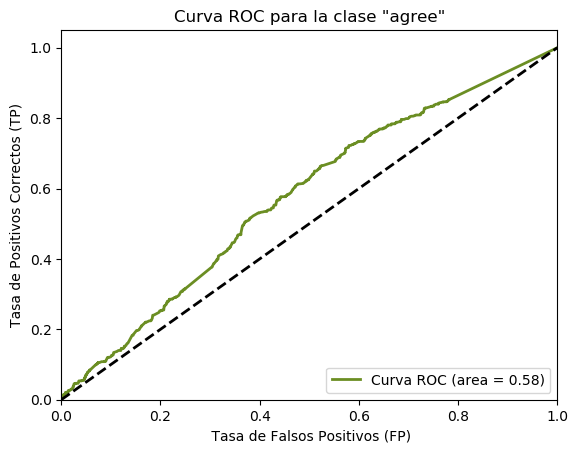 Curva ROC para la clase "agree"
Tasa de Positivos Correctos (TP)
1.0
0.8
0.6
0.4
0.2
0.0
0.0 0.2 0.4 0.6 0.8 1.0
Curva ROC (area = 0.58)
Tasa de Falsos Positivos (FP)